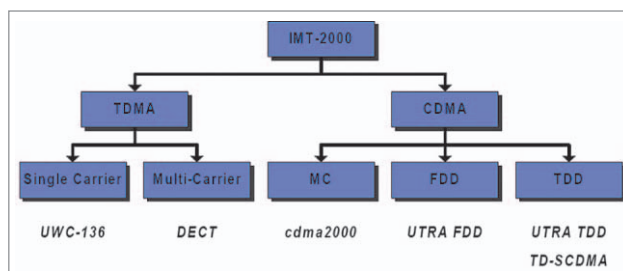 IMT-2000
TDMA CDMA
Single Carrier Multi-Carrier MC FDD TDD
UWC-136 DECT cdma2000 UTRA FDD UTRA TDD
TD-SCDMA